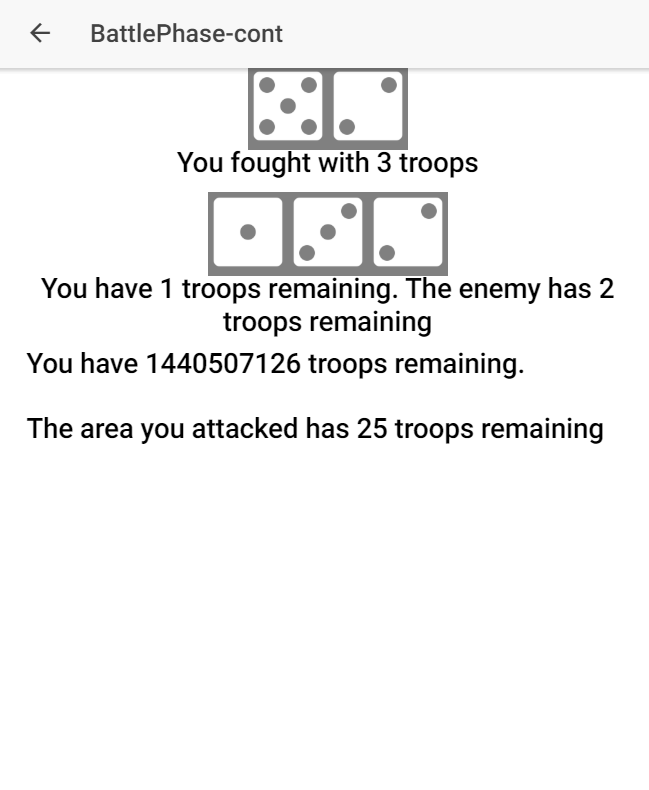 BattlePhase-cont
You fought with 3 troops
You have 1 troops remaining. The enemy has 2
troops remaining
You have 1440507126 troops remaining.
The area you attacked has 25 troops remaining